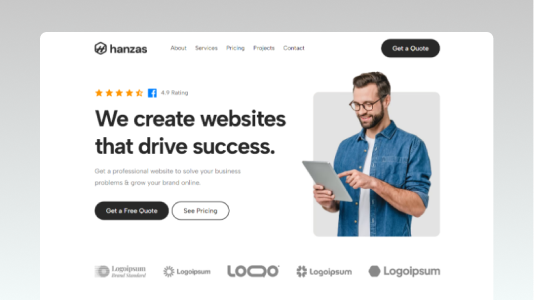 hanzas
About Services Pricing Projects Contact
Get a Quote
4.9 Rating
We create websites
that drive success.
Get a professional website to solve your business
problems & grow your brand online.
Get a Free Quote
See Pricing
Logoipsum
Brand Standard
Logoipsum
LOGO
Logoipsum
Logoipsum